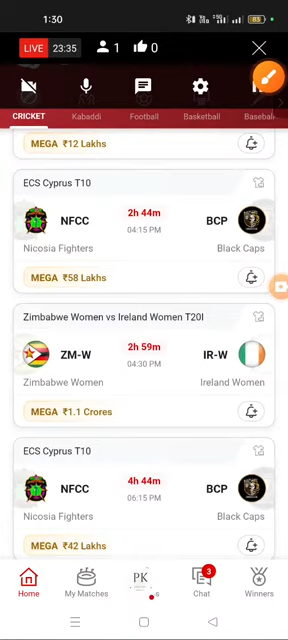 1:30
83
LIVE 23:35 1 0
CRICKET Kabaddi Football Basketball Baseball
MEGA ₹12 Lakhs
ECS Cyprus T10
NFCC 2h 44m BCP
04:15 PM
Nicosia Fighters Black Caps
MEGA ₹58 Lakhs
Zimbabwe Women vs Ireland Women T20I
ZM-W 2h 59m IR-W
04:30 PM
Zimbabwe Women Ireland Women
MEGA ₹1.1 Crores
ECS Cyprus T10
NFCC 4h 44m BCP
06:15 PM
Nicosia Fighters Black Caps
MEGA ₹42 Lakhs
PK
3
Home My Matches s Chat Winners